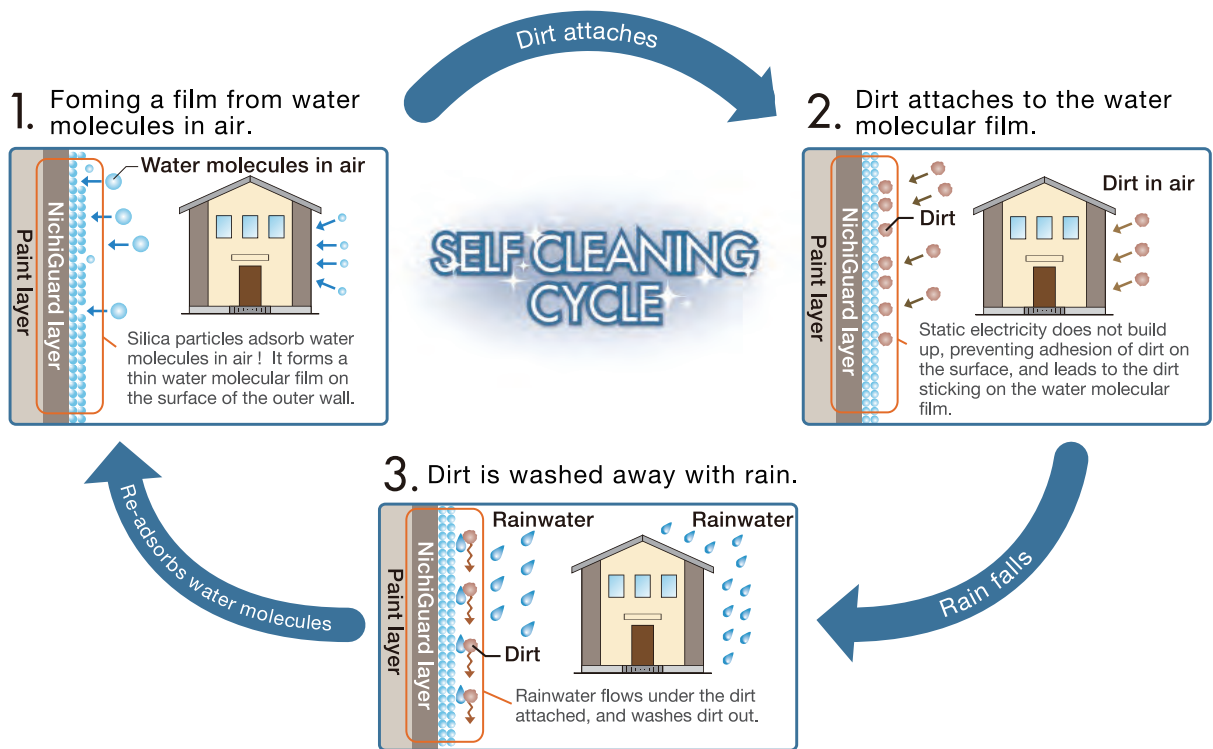 Dirt attaches
1. Foming a film from water
molecules in air.
Water molecules in air
Paint layer
NichiGuard layer
Silica particles adsorb water
molecules in air ! It forms a
thin water molecular film on
the surface of the outer wall.
SELF CLEANING
CYCLE
2. Dirt attaches to the water
molecular film.
Dirt in air
Dirt
Paint layer
NichiGuard layer
Static electricity does not build
up, preventing adhesion of dirt on
the surface, and leads to the dirt
sticking on the water molecular
film.
Rain falls
3. Dirt is washed away with rain.
Rainwater
Rainwater
Paint layer
NichiGuard layer
Dirt
Rainwater flows under the dirt
attached, and washes dirt out.
Re-adsorbs water molecules